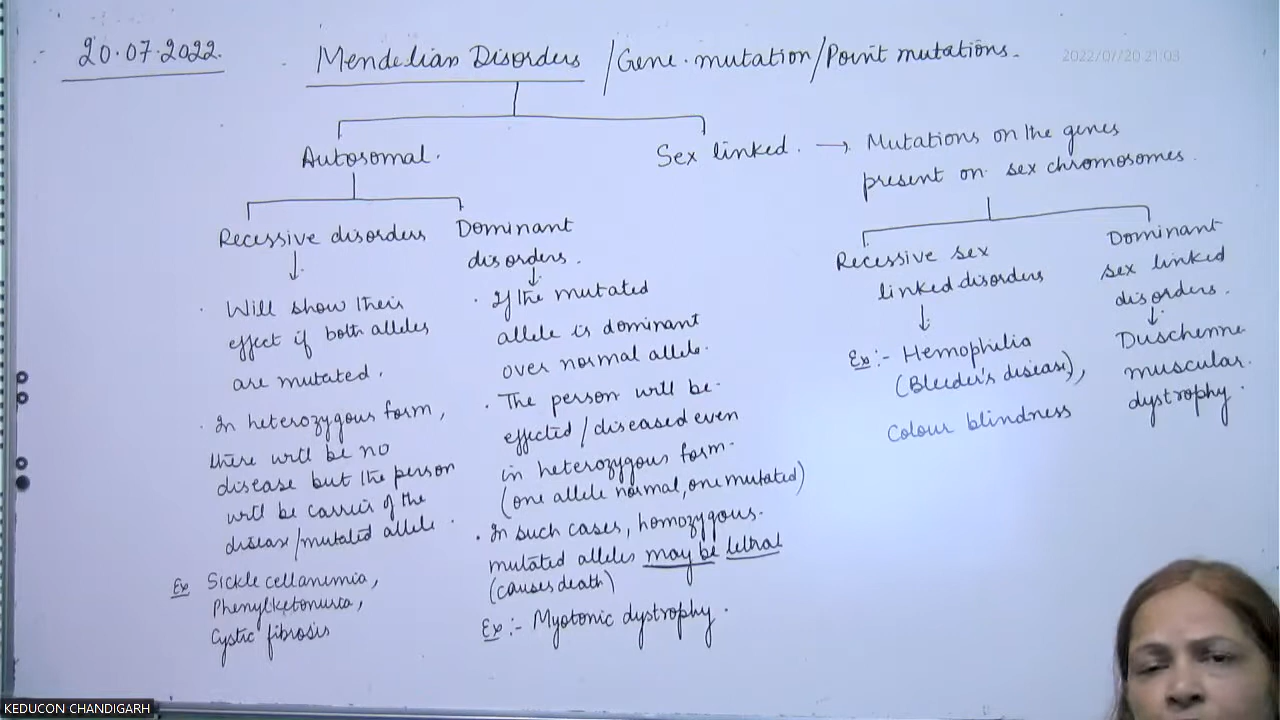 20.07.2022.
Mendelian Disorders /Gene.mutation/Point mutations.
2022/07/20 21:03
Autosomal.
Sex linked. → Mutations on the genes
present on sex chromosomes.
Recessive disorders
↓
. Will show their
effect if both alleles
are mutated.
. In heterozygous form,
there will be no
disease but the person
will be carrier of the
disease/mutated allele.
Ex Sickle cell anemia,
Phenylketonuria,
Cystic fibrosis
Dominant
disorders.
↓
. If the mutated
allele is dominant
over normal allele.
. The person will be
effected/diseased even
in heterozygous form.
(one allele normal, one mutated)
. In such cases, homozygous.
mutated alleles may be lethal
(causes death)
Ex:- Myotonic dystrophy.
Recessive sex
linked disorders
↓
Ex:- Hemophilia
(Bleeder's disease),
Colour blindness
Dominant
sex linked
disorders.
↓
Duschenne
muscular.
dystrophy.
KEDUCON CHANDIGARH